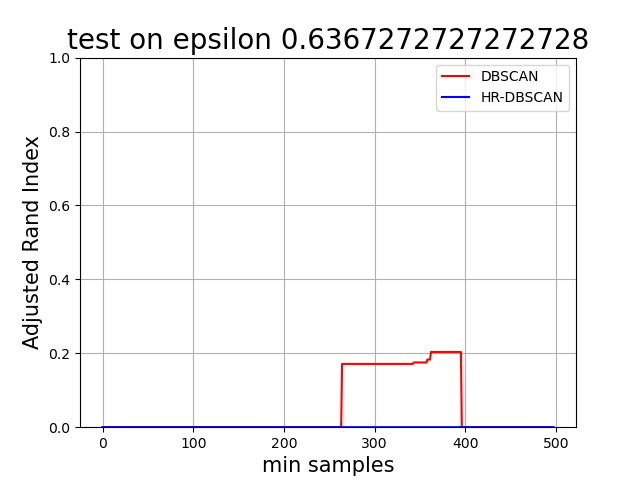 test on epsilon 0.6367272727272728
DBSCAN
HR-DBSCAN
Adjusted Rand Index
1.0
0.8
0.6
0.4
0.2
0.0
0 100 200 300 400 500
min samples